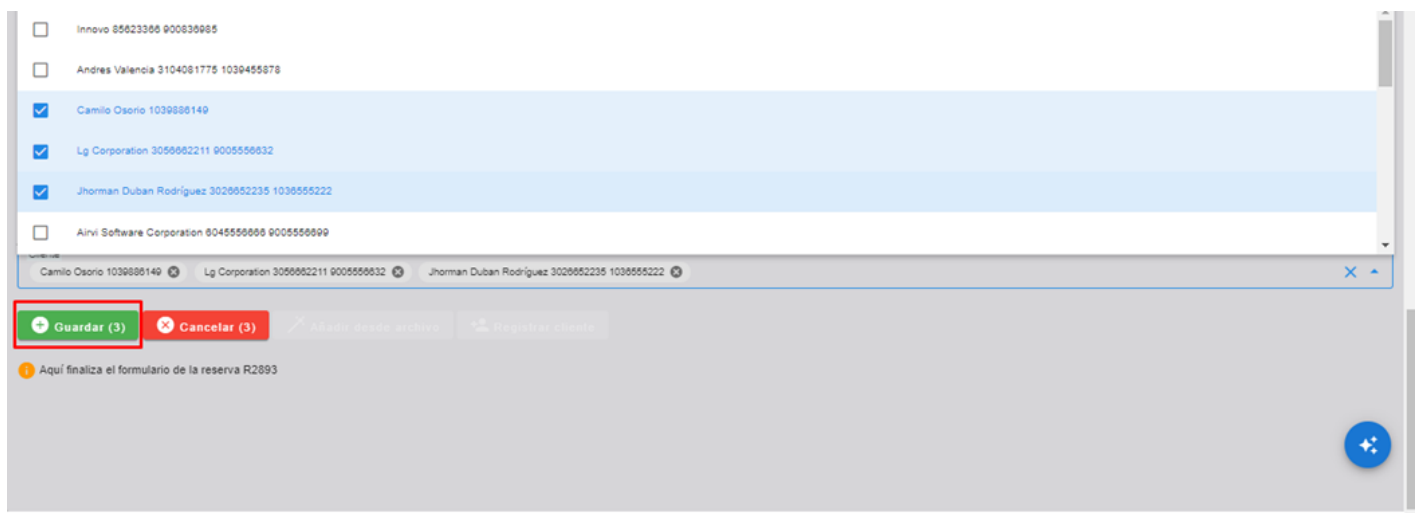 Innovo 85623366 900836985
Andres Valencia 3104081775 1039455878
Camilo Osorio 1039886149
Lg Corporation 3056662211 9005556632
Jhorman Duban Rodríguez 3026652235 1036555222
Airvi Software Corporation 6045556666 9005556699
Cliente
Camilo Osorio 1039886149 Lg Corporation 3056662211 9005556632 Jhorman Duban Rodríguez 3026652235 1036555222
Guardar (3) Cancelar (3) Añadir desde archivo Registrar cliente
Aquí finaliza el formulario de la reserva R2893